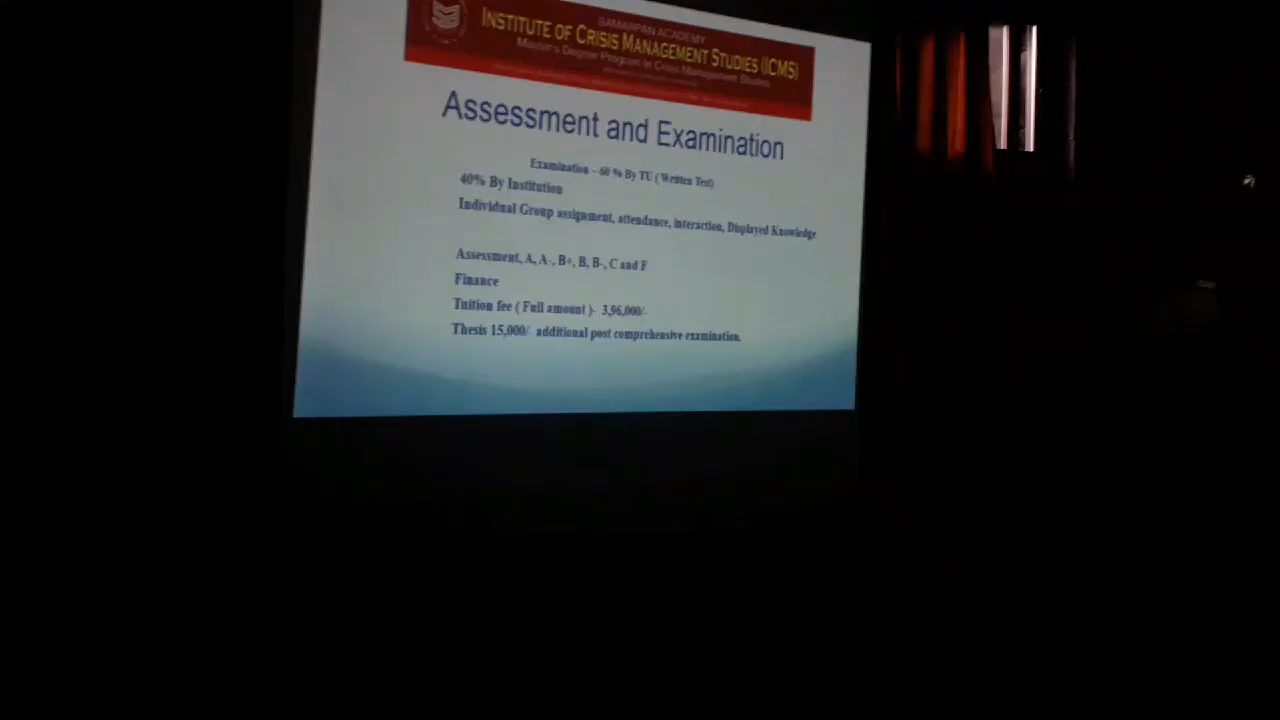 SAMARPAN ACADEMY
INSTITUTE OF CRISIS MANAGEMENT STUDIES (ICMS)
Master's Degree Program in Crisis Management Studies
Assessment and Examination
Examination – 60 % By TU ( Written Test)
40% By Institution
Individual Group assignment, attendance, interaction, Displayed Knowledge
Assessment, A, A-, B+, B, B-, C and F
Finance
Tuition fee ( Full amount )- 3,96,000/-
Thesis 15,000/ additional post comprehensive examination.